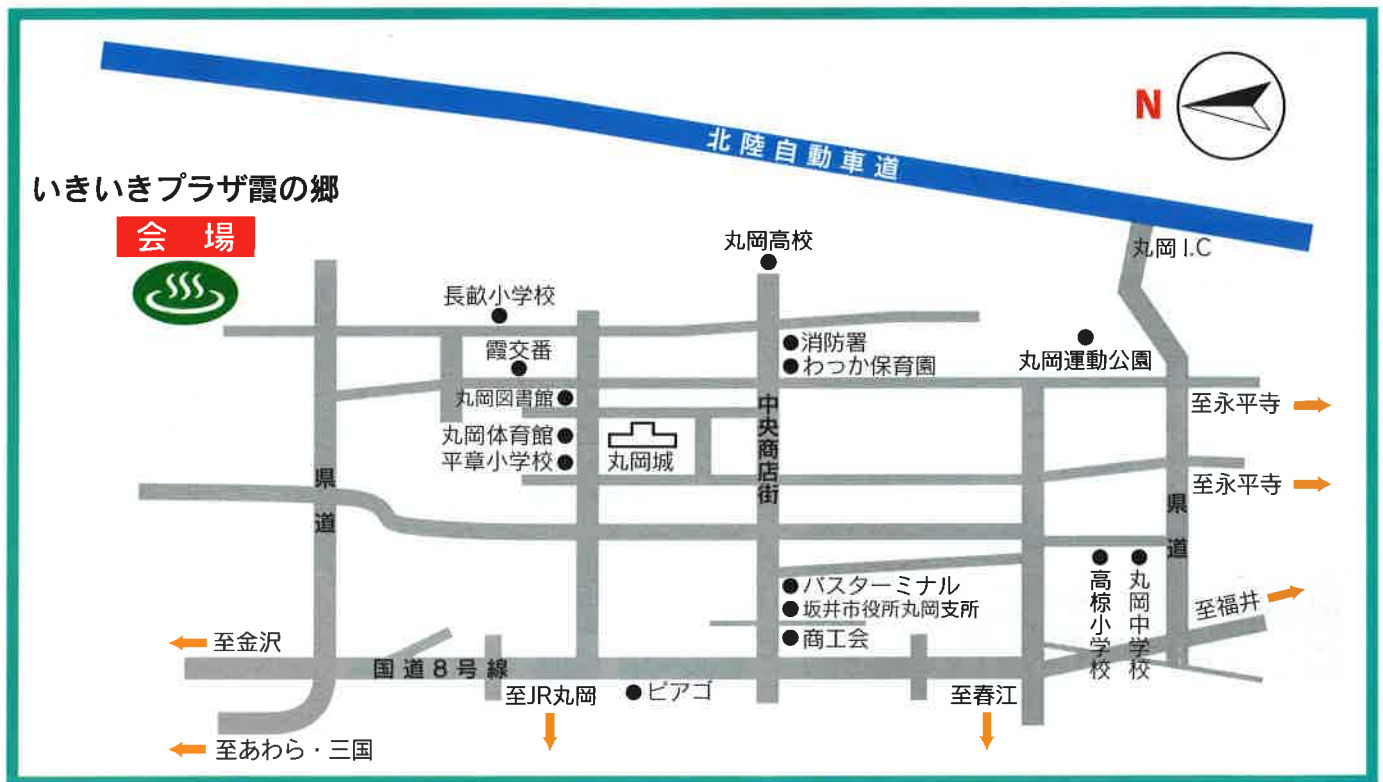 北陸自動車道
N
いきいきプラザ霞の郷
会場
丸岡高校
丸岡I.C
長畝小学校
消防署
わっか保育園
霞交番
丸岡運動公園
丸岡図書館
至永平寺
中央商店街
丸岡体育館
平章小学校
丸岡城
県道
至永平寺
県道
バスターミナル
坂井市役所丸岡支所
商工会
高椋小学校
丸岡中学校
至福井
至金沢
国道8号線
至JR丸岡
ピアゴ
至春江
至あわら・三国